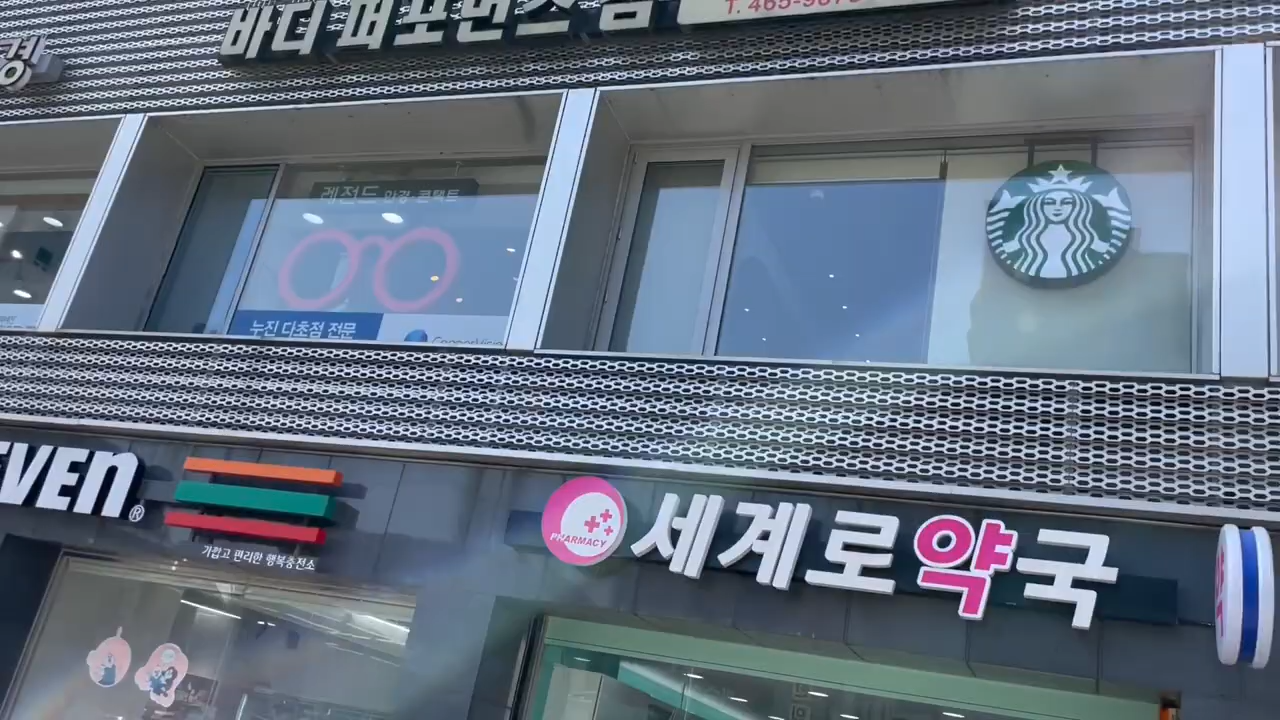 바디 퍼포먼스
경
레전드 안경 콘택트
누진 다초점 전문
CooperVision
EVEn®
가깝고 편리한 행복충전소
PHARMACY
세계로약국